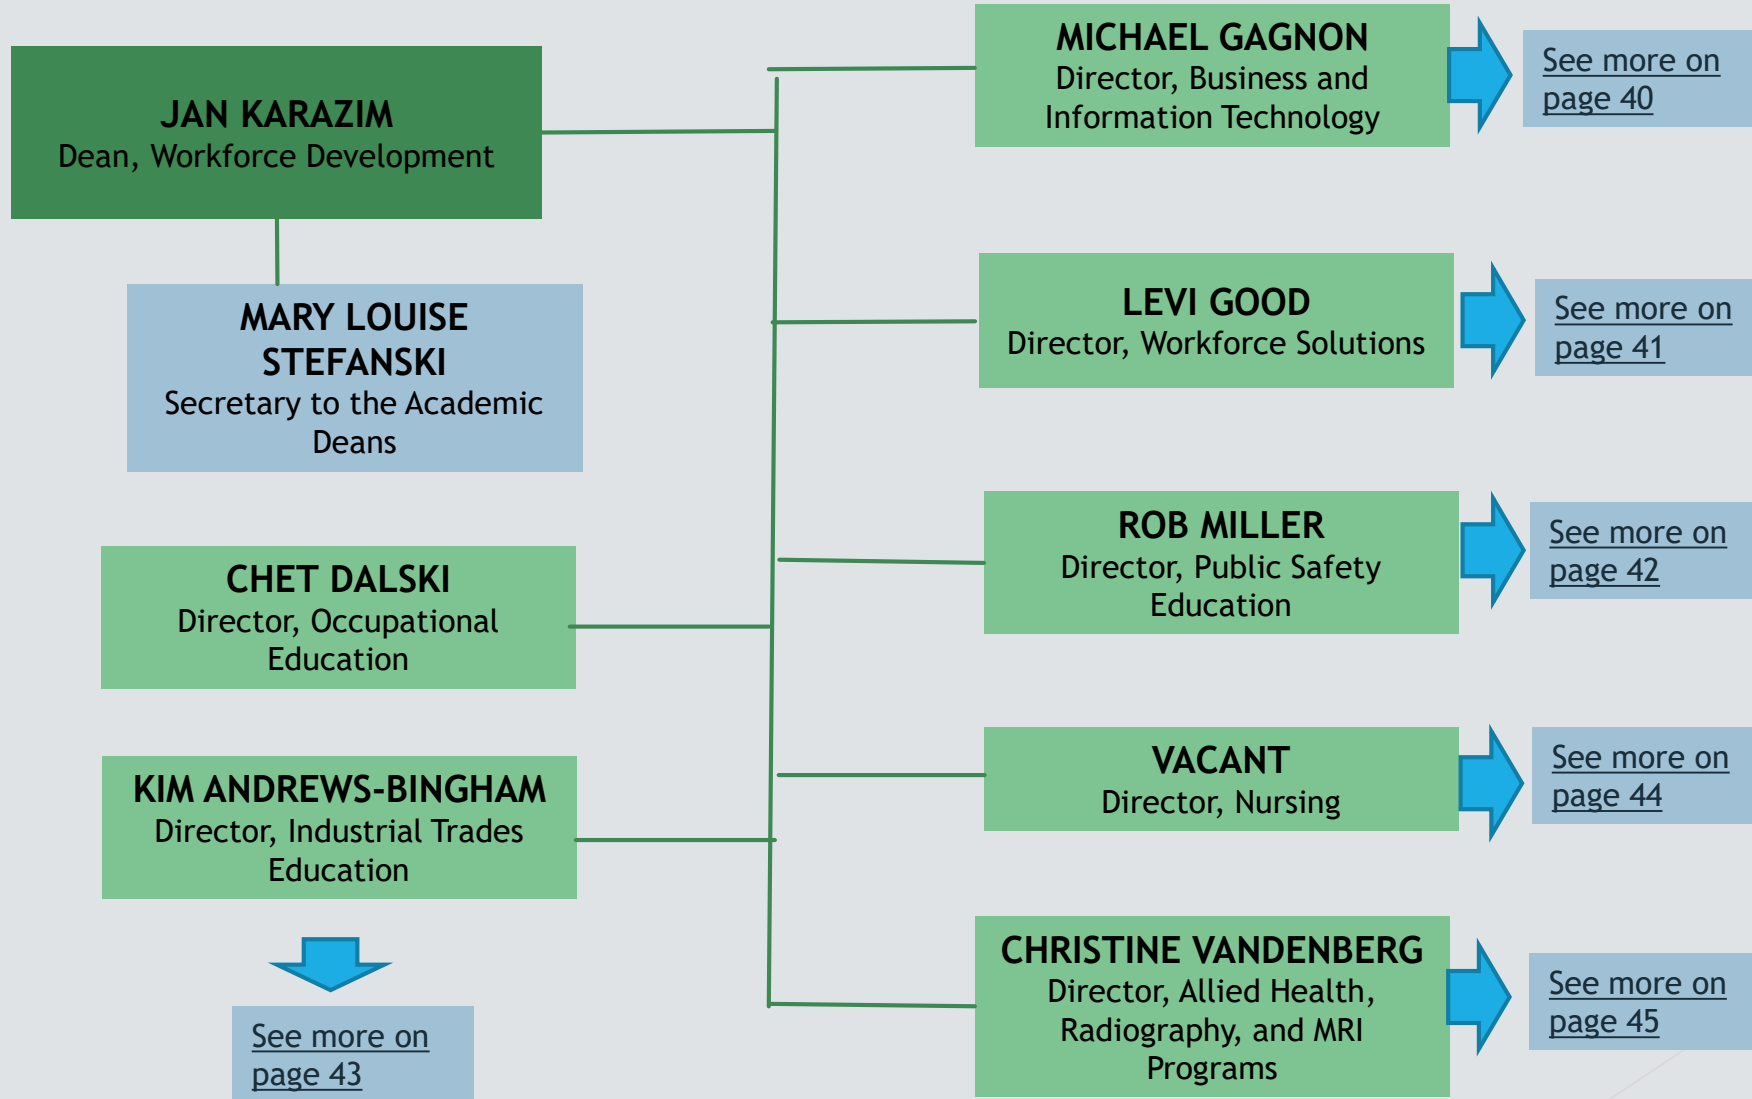 JAN KARAZIM
Dean, Workforce Development
MARY LOUISE
STEFANSKI
Secretary to the Academic
Deans
CHET DALSKI
Director, Occupational
Education
KIM ANDREWS-BINGHAM
Director, Industrial Trades
Education
See more on
page 43
MICHAEL GAGNON
Director, Business and
Information Technology
See more on
page 40
LEVI GOOD
Director, Workforce Solutions
See more on
page 41
ROB MILLER
Director, Public Safety
Education
See more on
page 42
VACANT
Director, Nursing
See more on
page 44
CHRISTINE VANDENBERG
Director, Allied Health,
Radiography, and MRI
Programs
See more on
page 45